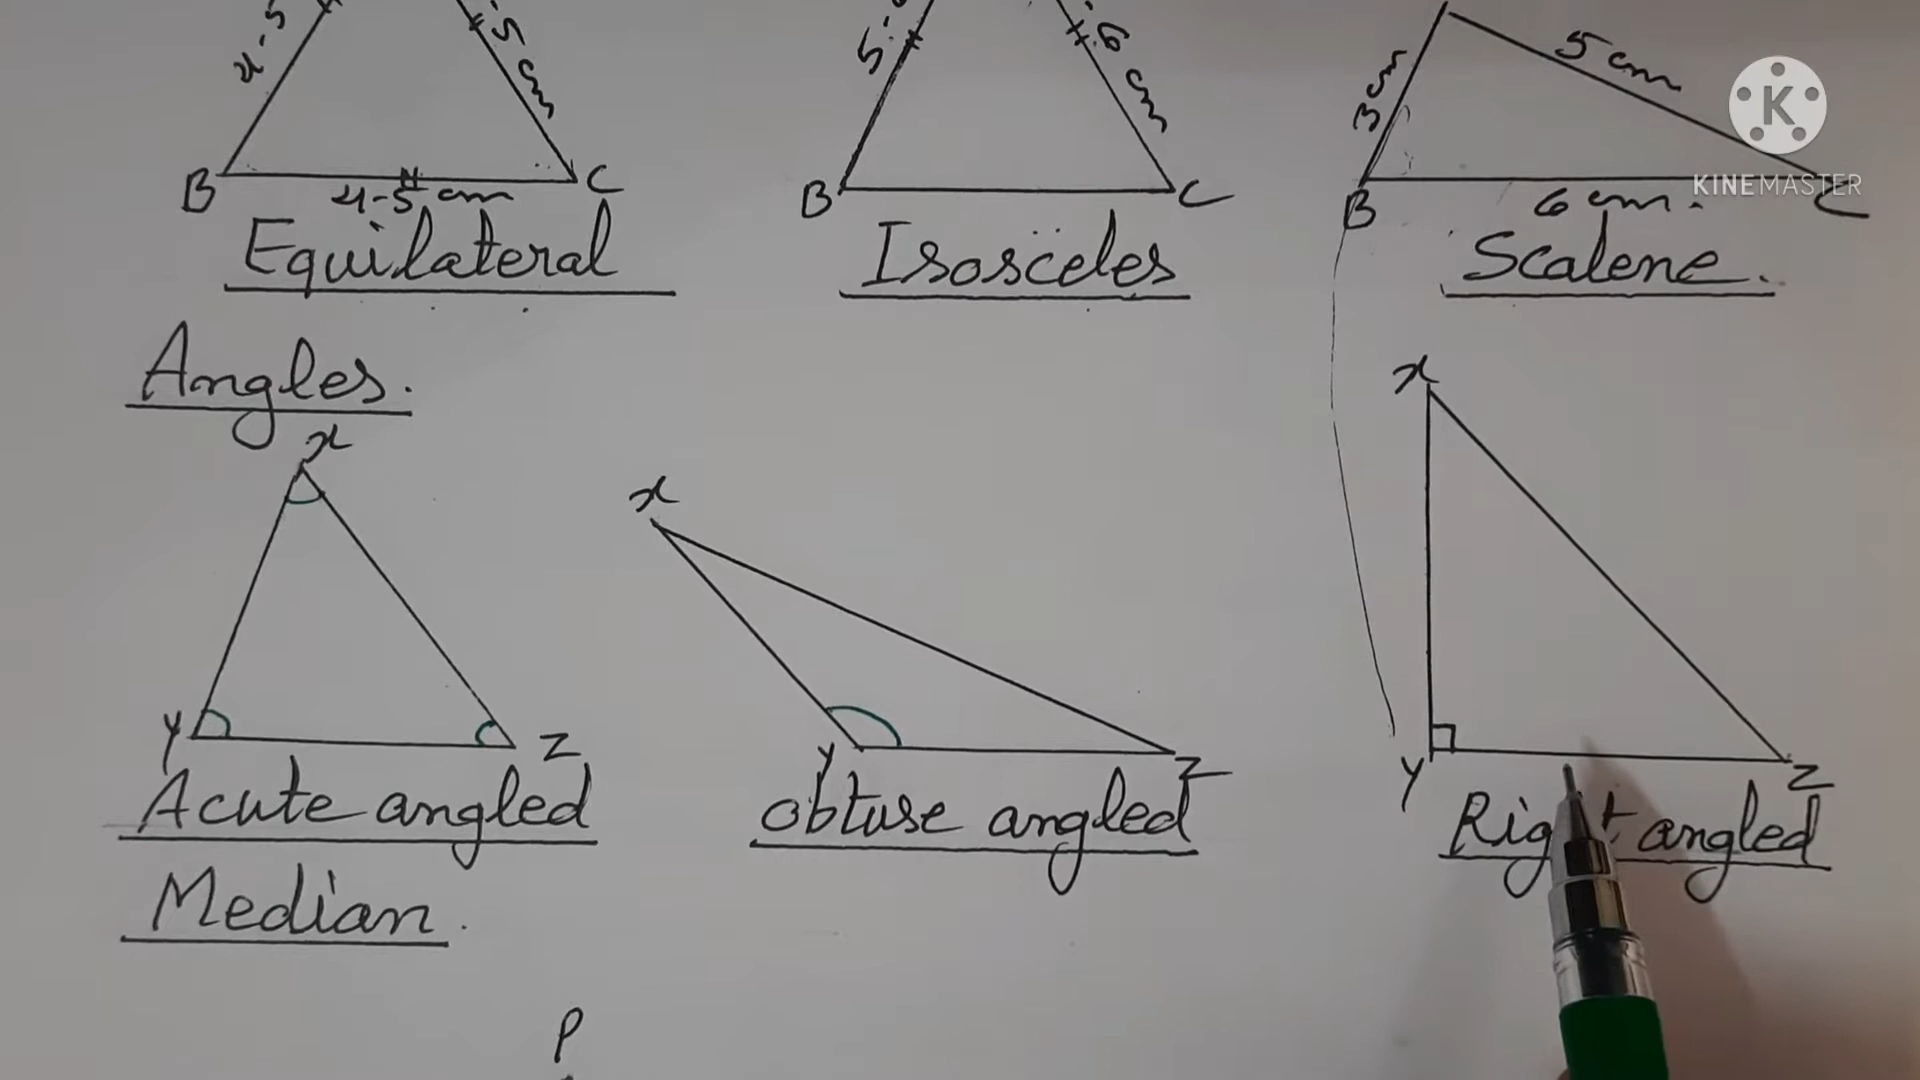 4-5
5 cm
5-
6 cm
3 cm
5 cm
K
KINEMASTER
B 4-5 cm C
B C
B 6 cm. C
Equilateral Isosceles Scalene.
Angles.
x
x
x
Y Z
Y Z
Y Z
Acute angled obtuse angled Right angled
Median.
P